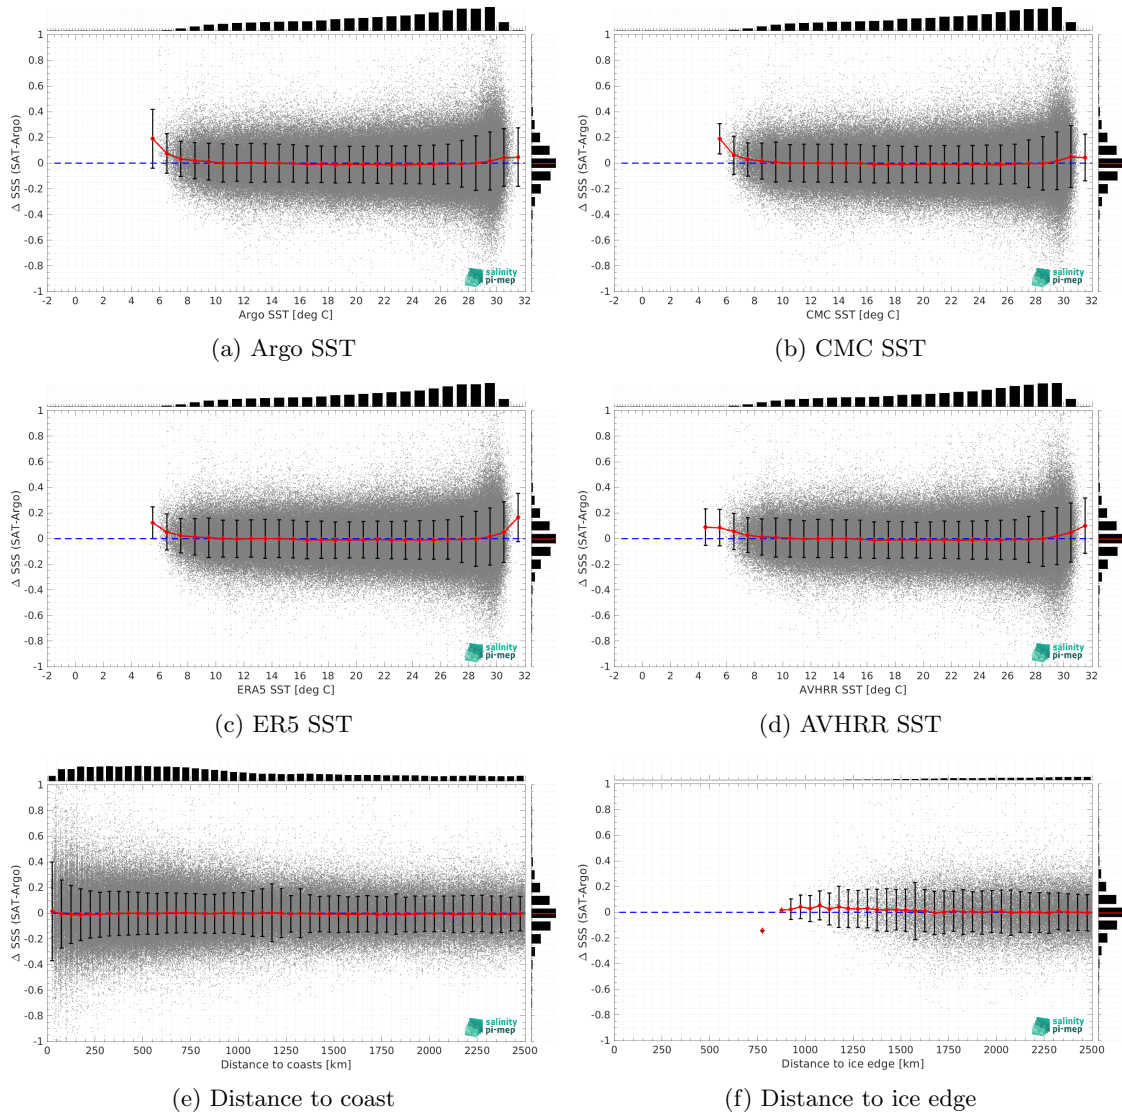 1
0.8
0.6
0.4
0.2
0
-0.2
-0.4
-0.6
-0.8
-1
Δ SSS (SAT-Argo)
salinity
pi-mep
-2 0 2 4 6 8 10 12 14 16 18 20 22 24 26 28 30 32
Argo SST [deg C]
(a) Argo SST
1
0.8
0.6
0.4
0.2
0
-0.2
-0.4
-0.6
-0.8
-1
Δ SSS (SAT-Argo)
salinity
pi-mep
-2 0 2 4 6 8 10 12 14 16 18 20 22 24 26 28 30 32
CMC SST [deg C]
(b) CMC SST
1
0.8
0.6
0.4
0.2
0
-0.2
-0.4
-0.6
-0.8
-1
Δ SSS (SAT-Argo)
salinity
pi-mep
-2 0 2 4 6 8 10 12 14 16 18 20 22 24 26 28 30 32
ERA5 SST [deg C]
(c) ER5 SST
1
0.8
0.6
0.4
0.2
0
-0.2
-0.4
-0.6
-0.8
-1
Δ SSS (SAT-Argo)
salinity
pi-mep
-2 0 2 4 6 8 10 12 14 16 18 20 22 24 26 28 30 32
AVHRR SST [deg C]
(d) AVHRR SST
1
0.8
0.6
0.4
0.2
0
-0.2
-0.4
-0.6
-0.8
-1
Δ SSS (SAT-Argo)
salinity
pi-mep
0 250 500 750 1000 1250 1500 1750 2000 2250 2500
Distance to coasts [km]
(e) Distance to coast
1
0.8
0.6
0.4
0.2
0
-0.2
-0.4
-0.6
-0.8
-1
Δ SSS (SAT-Argo)
salinity
pi-mep
0 250 500 750 1000 1250 1500 1750 2000 2250 2500
Distance to ice edge [km]
(f) Distance to ice edge